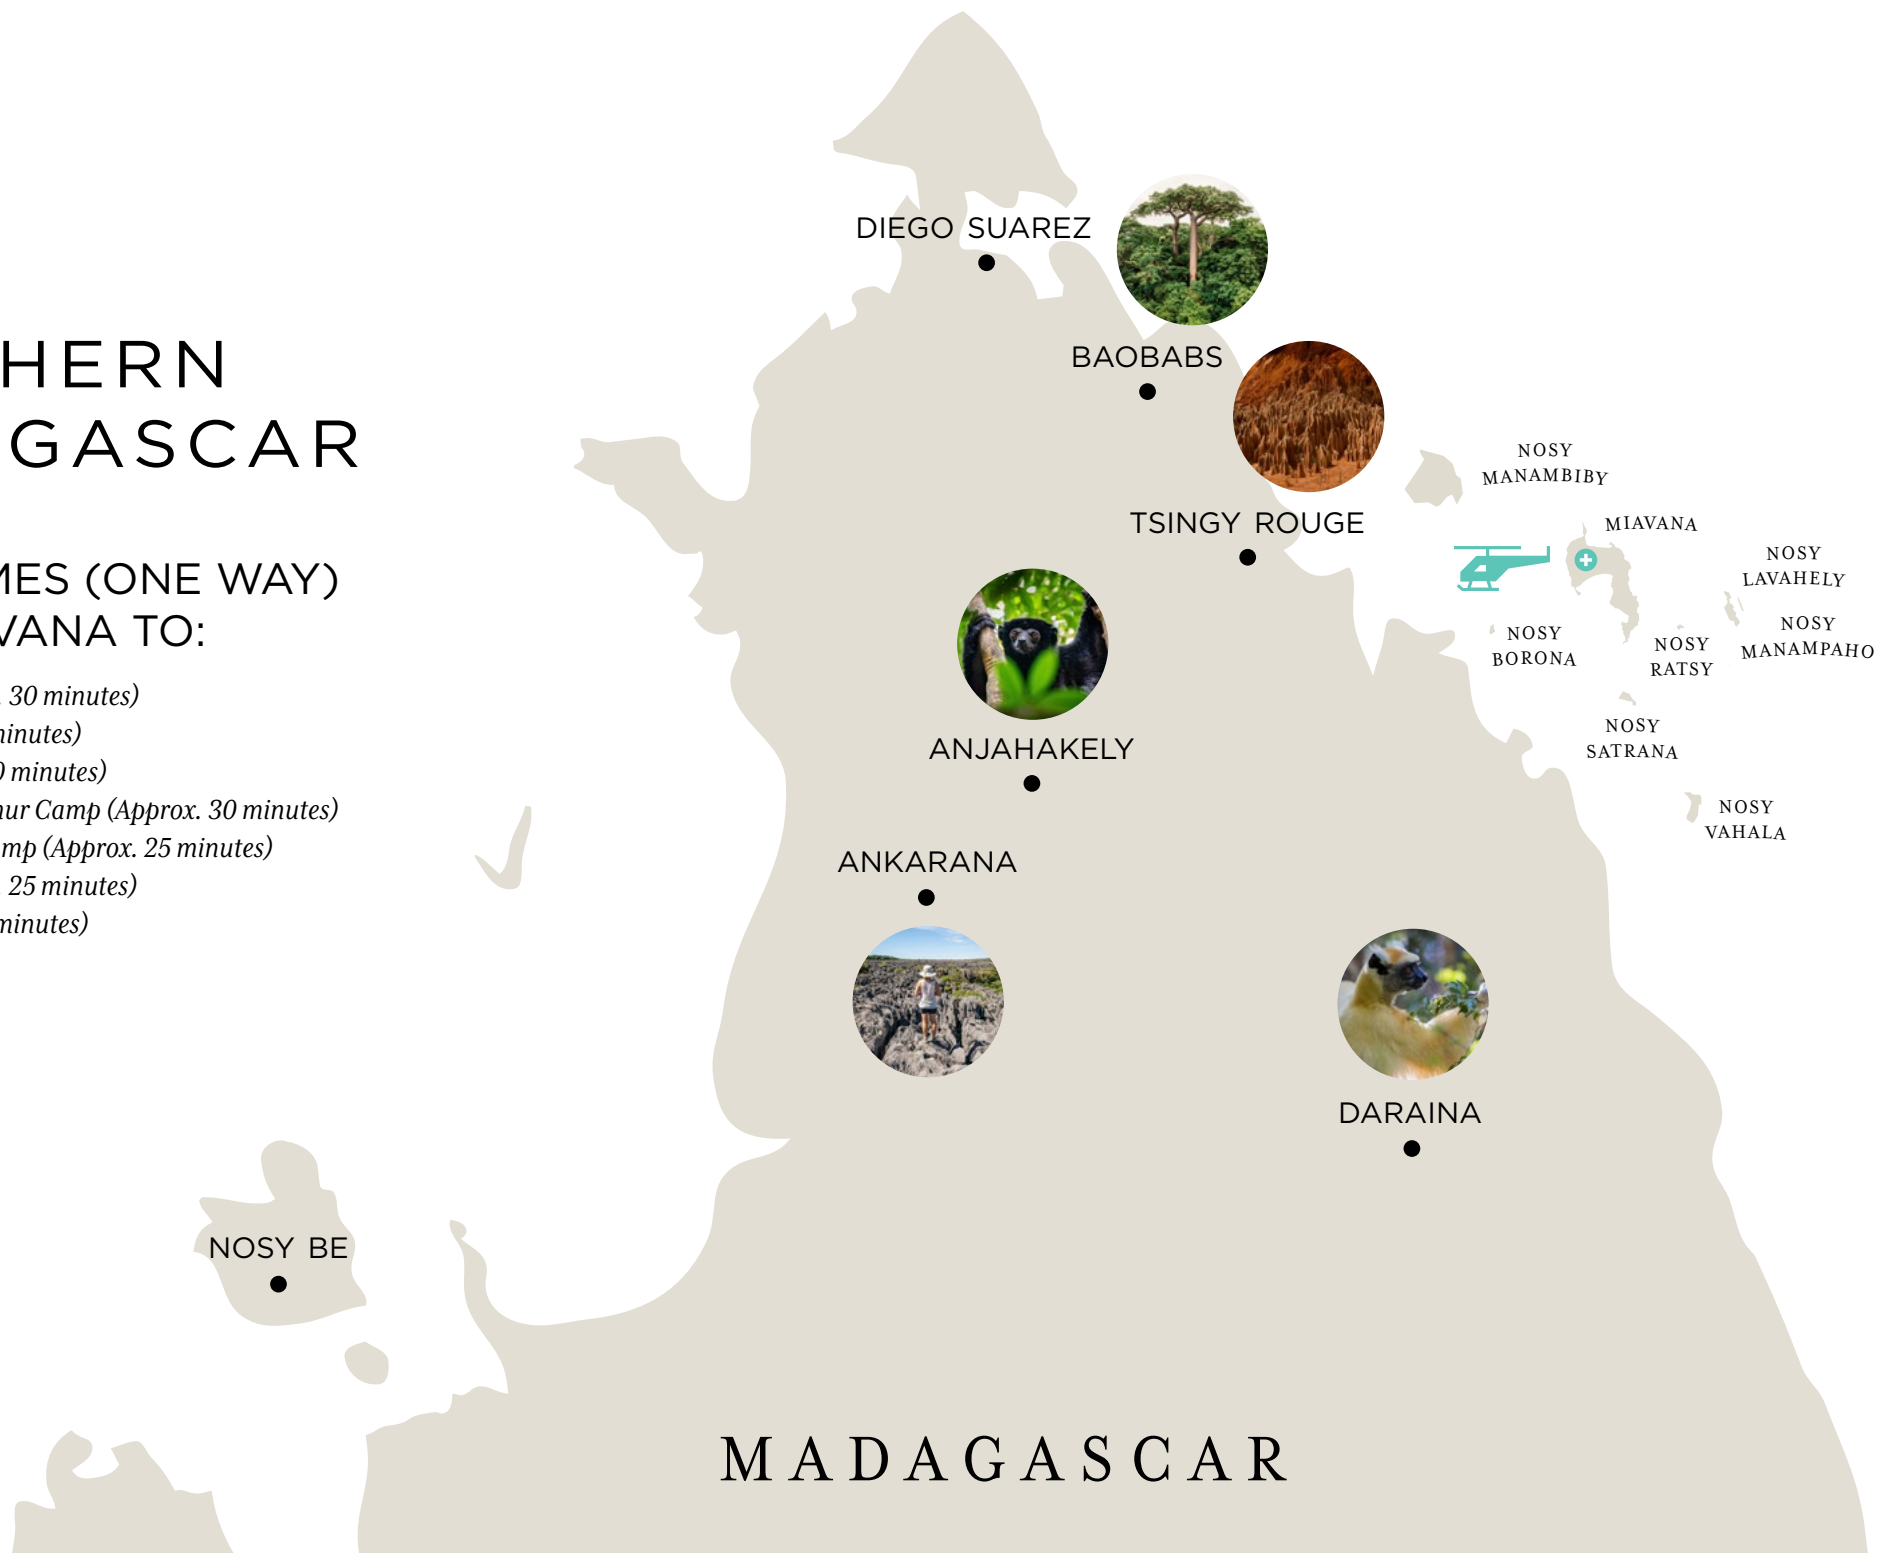 HERN
GASCAR
MES (ONE WAY)
VANA TO:
. 30 minutes)
minutes)
0 minutes)
ur Camp (Approx. 30 minutes)
mp (Approx. 25 minutes)
. 25 minutes)
minutes)
DIEGO SUAREZ
BAOBABS
TSINGY ROUGE
ANJAHAKELY
ANKARANA
DARAINA
NOSY BE
NOSY
MANAMBIBY
MIAVANA
NOSY
LAVAHELY
NOSY
MANAMPAHO
NOSY
BORONA
NOSY
RATSY
NOSY
SATRANA
NOSY
VAHALA
MADAGASCAR